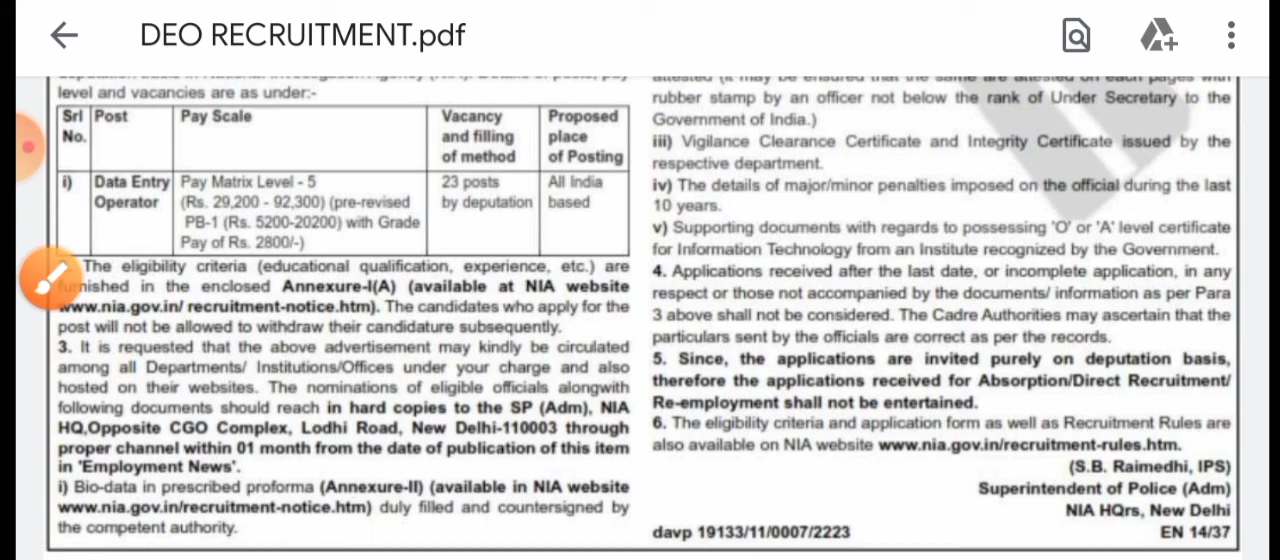 DEO RECRUITMENT.pdf
level and vacancies are as under:-
Srl No. Post Pay Scale Vacancy and filling of method Proposed place of Posting
i) Data Entry Operator Pay Matrix Level - 5 (Rs. 29,200 - 92,300) (pre-revised PB-1 (Rs. 5200-20200) with Grade Pay of Rs. 2800/-) 23 posts by deputation All India based
The eligibility criteria (educational qualification, experience, etc.) are
furnished in the enclosed Annexure-I(A) (available at NIA website
www.nia.gov.in/ recruitment-notice.htm). The candidates who apply for the
post will not be allowed to withdraw their candidature subsequently.
3. It is requested that the above advertisement may kindly be circulated
among all Departments/ Institutions/Offices under your charge and also
hosted on their websites. The nominations of eligible officials alongwith
following documents should reach in hard copies to the SP (Adm), NIA
HQ,Opposite CGO Complex, Lodhi Road, New Delhi-110003 through
proper channel within 01 month from the date of publication of this item
in 'Employment News'.
i) Bio-data in prescribed proforma (Annexure-II) (available in NIA website
www.nia.gov.in/recruitment-notice.htm) duly filled and countersigned by
the competent authority.
attested (it may be ensured that the same are attested on each pages with
rubber stamp by an officer not below the rank of Under Secretary to the
Government of India.)
iii) Vigilance Clearance Certificate and Integrity Certificate issued by the
respective department.
iv) The details of major/minor penalties imposed on the official during the last
10 years.
v) Supporting documents with regards to possessing 'O' or 'A' level certificate
for Information Technology from an Institute recognized by the Government.
4. Applications received after the last date, or incomplete application, in any
respect or those not accompanied by the documents/ information as per Para
3 above shall not be considered. The Cadre Authorities may ascertain that the
particulars sent by the officials are correct as per the records.
5. Since, the applications are invited purely on deputation basis,
therefore the applications received for Absorption/Direct Recruitment/
Re-employment shall not be entertained.
6. The eligibility criteria and application form as well as Recruitment Rules are
also available on NIA website www.nia.gov.in/recruitment-rules.htm.
(S.B. Raimedhi, IPS)
Superintendent of Police (Adm)
NIA HQrs, New Delhi
davp 19133/11/0007/2223 EN 14/37